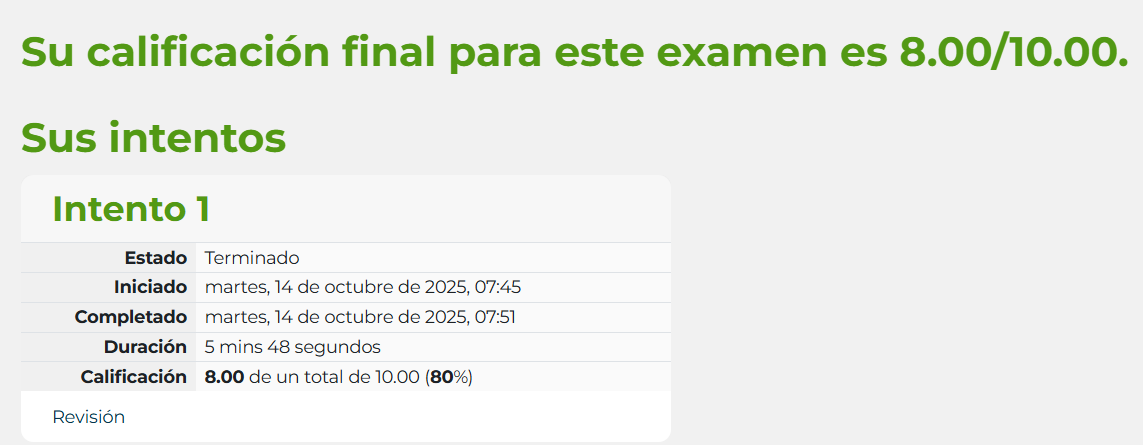 Su calificación final para este examen es 8.00/10.00.
Sus intentos
Intento 1
Estado Terminado
Iniciado martes, 14 de octubre de 2025, 07:45
Completado martes, 14 de octubre de 2025, 07:51
Duración 5 mins 48 segundos
Calificación 8.00 de un total de 10.00 (80%)
Revisión